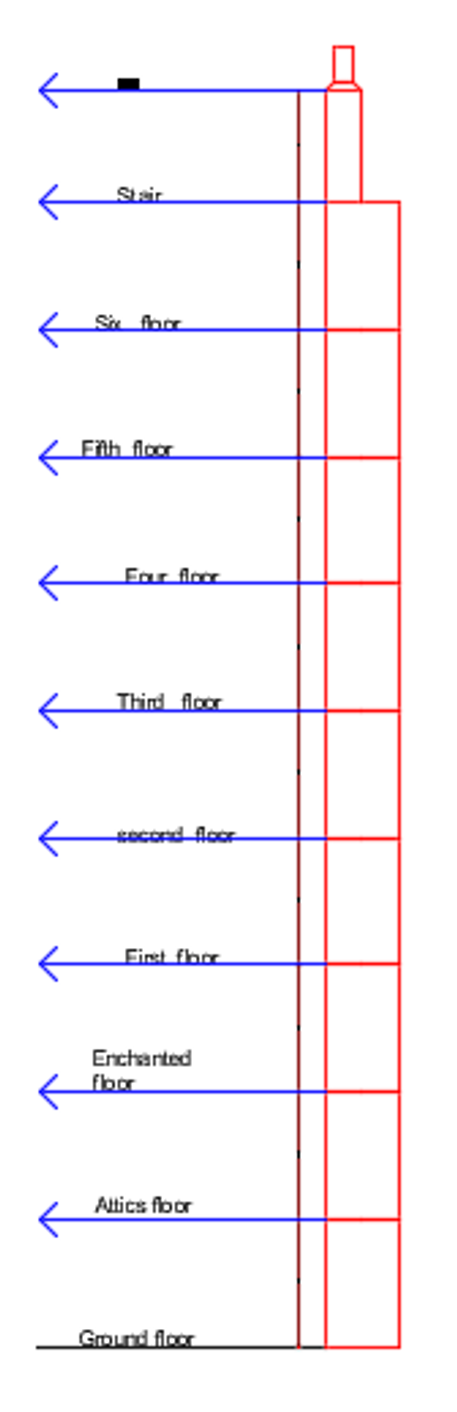 Stair
Six floor
Fifth floor
Four floor
Third floor
second floor
First floor
Enchanted
floor
Attics floor
Ground floor